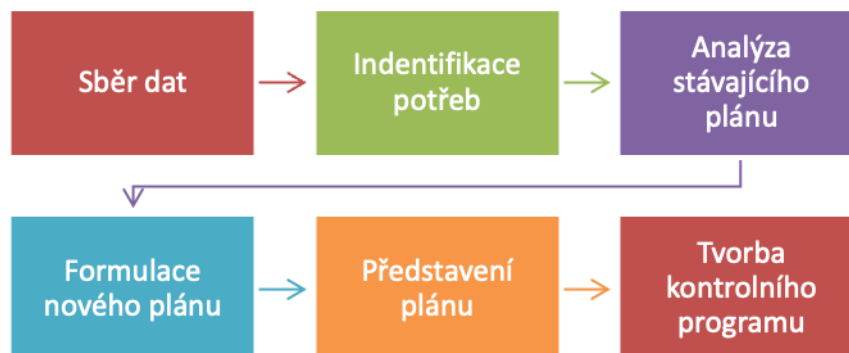 Sběr dat
Indentifikace
potřeb
Analýza
stávajícího
plánu
Formulace
nového plánu
Představení
plánu
Tvorba
kontrolního
programu